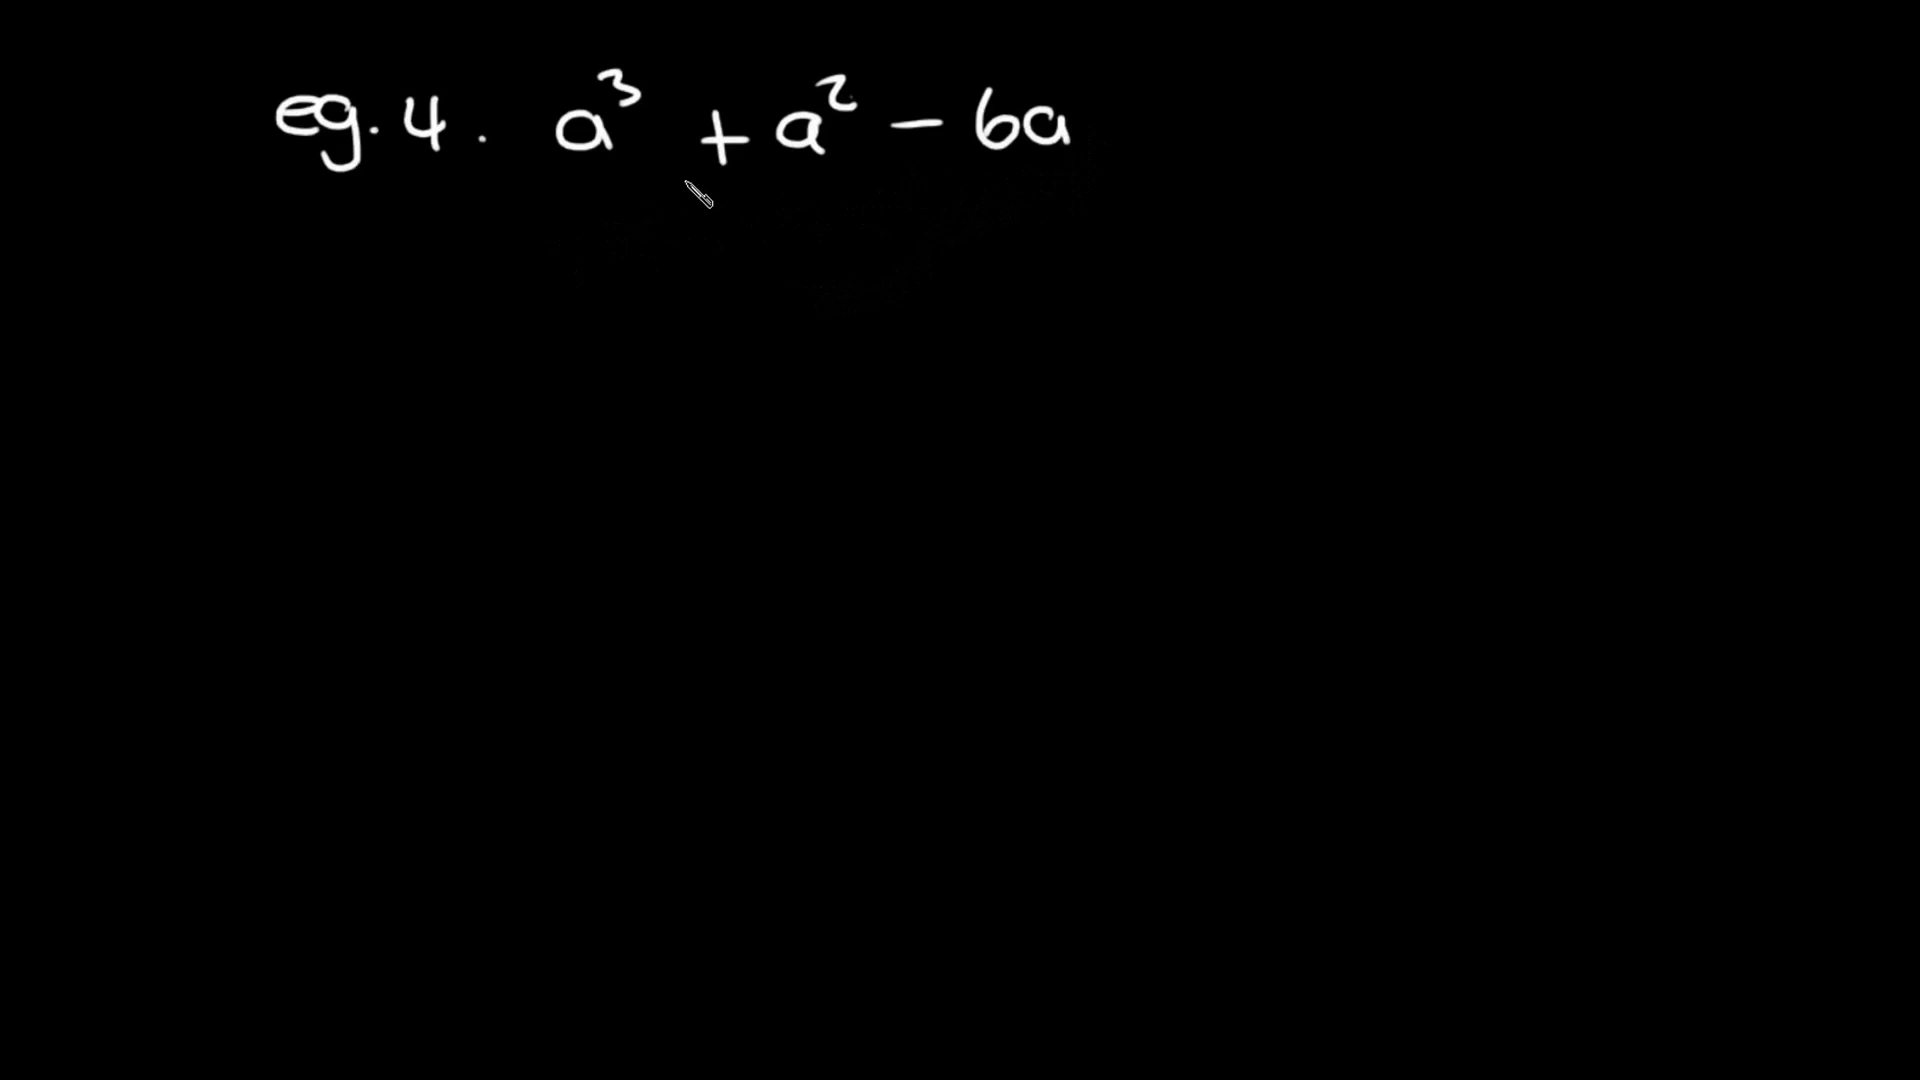 eg. 4. a³ + a² - 6a